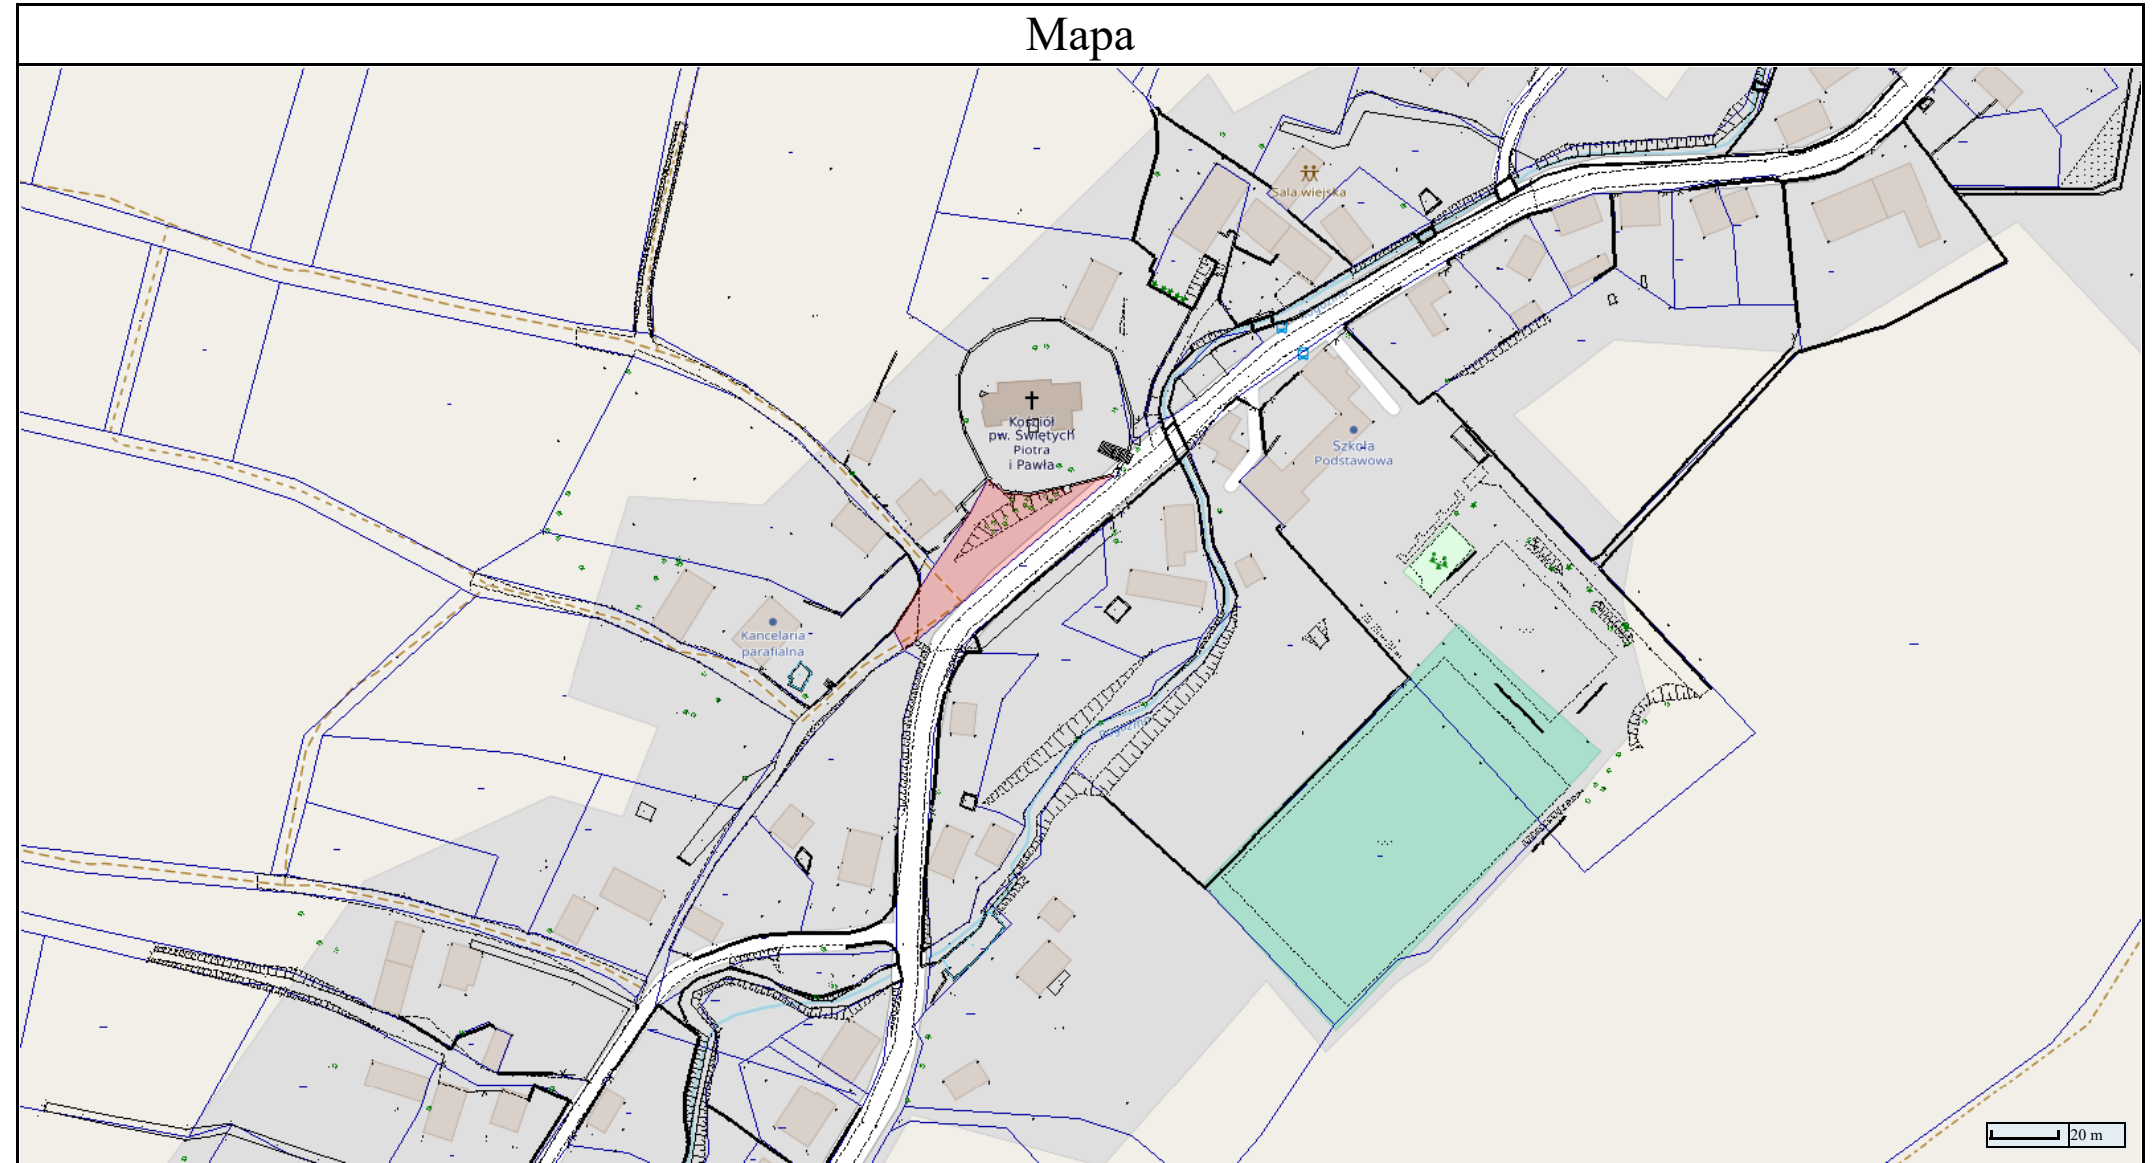 Mapa
Sala wiejska
Kościół
pw. Świętych
Piotra
i Pawła
Szkoła
Podstawowa
Kancelaria
parafialna
20 m